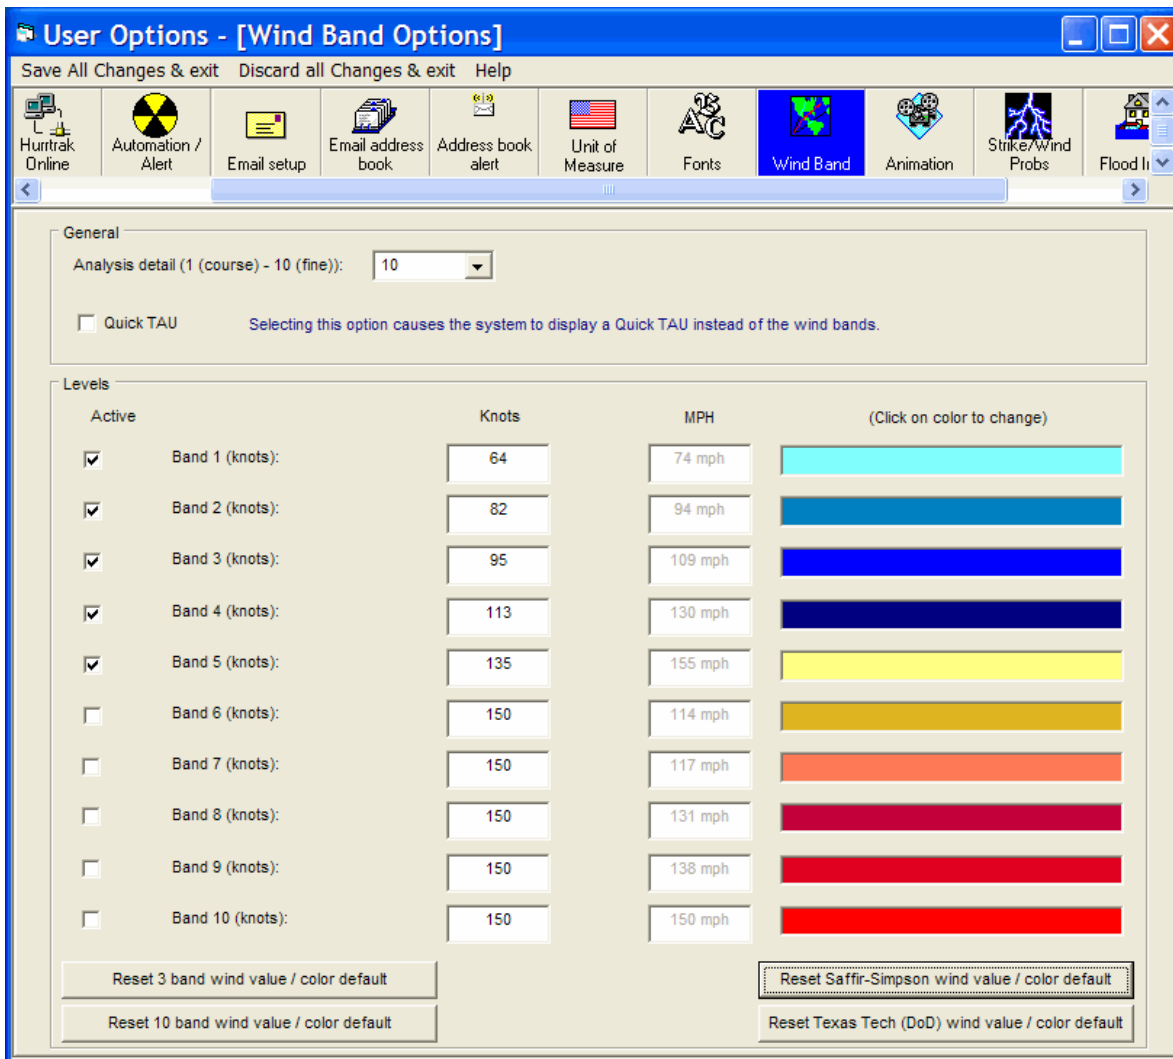 User Options - [Wind Band Options]
Save All Changes & exit Discard all Changes & exit Help
Hurrtrak Online
Automation / Alert
Email setup
Email address book
Address book alert
Unit of Measure
Fonts
Wind Band
Animation
Strike/Wind Probs
Flood
General
Analysis detail (1 (course) - 10 (fine)): 10
Quick TAU Selecting this option causes the system to display a Quick TAU instead of the wind bands.
Levels
Active Knots MPH (Click on color to change)
Band 1 (knots): 64 74 mph
Band 2 (knots): 82 94 mph
Band 3 (knots): 95 109 mph
Band 4 (knots): 113 130 mph
Band 5 (knots): 135 155 mph
Band 6 (knots): 150 114 mph
Band 7 (knots): 150 117 mph
Band 8 (knots): 150 131 mph
Band 9 (knots): 150 138 mph
Band 10 (knots): 150 150 mph
Reset 3 band wind value / color default Reset Saffir-Simpson wind value / color default
Reset 10 band wind value / color default Reset Texas Tech (DoD) wind value / color default